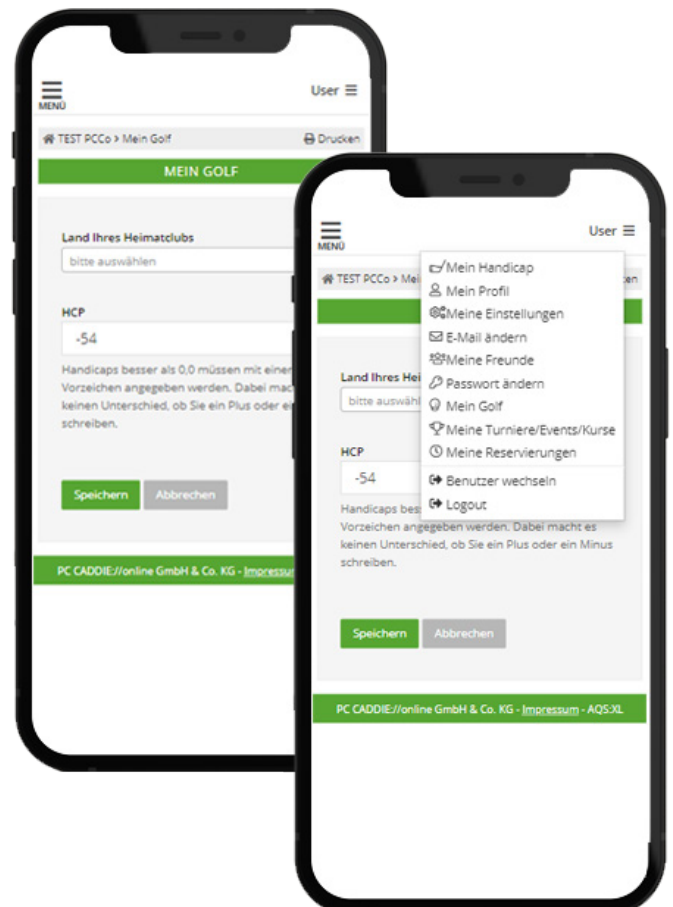 MENÜ
User
TEST PCCo > Mein Golf
Drucken
MEIN GOLF
Land Ihres Heimatclubs
bitte auswählen
HCP
-54
Handicaps besser als 0,0 müssen mit einer
Vorzeichen angegeben werden. Dabei mac
keinen Unterschied, ob Sie ein Plus oder ei
schreiben.
Speichern
Abbrechen
PC CADDIE://online GmbH & Co. KG - Impressu
MENÜ
User
TEST PCCo > Mei
en
Mein Handicap
Mein Profil
Meine Einstellungen
E-Mail ändern
Meine Freunde
Passwort ändern
Mein Golf
Meine Turniere/Events/Kurse
Meine Reservierungen
Benutzer wechseln
Logout
Land Ihres Hei
bitte auswähl
HCP
-54
Handicaps bes
Vorzeichen angegeben werden. Dabei macht es
keinen Unterschied, ob Sie ein Plus oder ein Minus
schreiben.
Speichern
Abbrechen
PC CADDIE://online GmbH & Co. KG - Impressum - AQS:XL